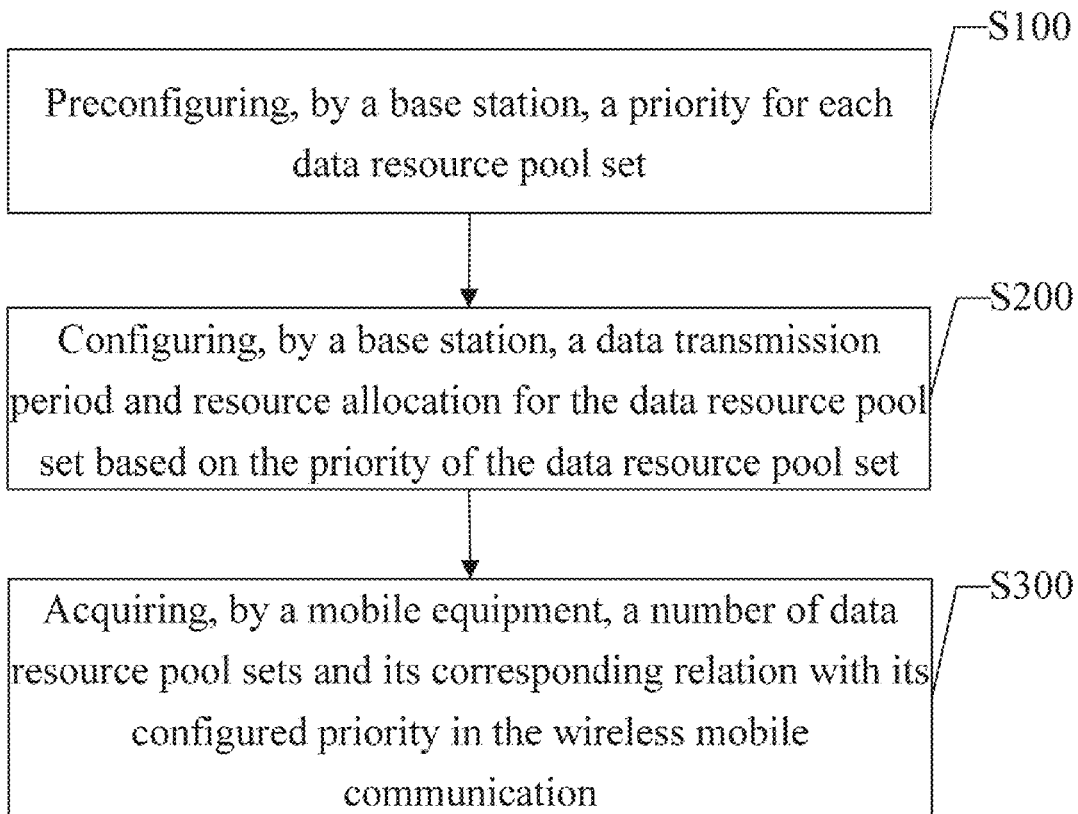 S100
Preconfiguring, by a base station, a priority for each
data resource pool set
S200
Configuring, by a base station, a data transmission
period and resource allocation for the data resource pool
set based on the priority of the data resource pool set
S300
Acquiring, by a mobile equipment, a number of data
resource pool sets and its corresponding relation with its
configured priority in the wireless mobile
communication